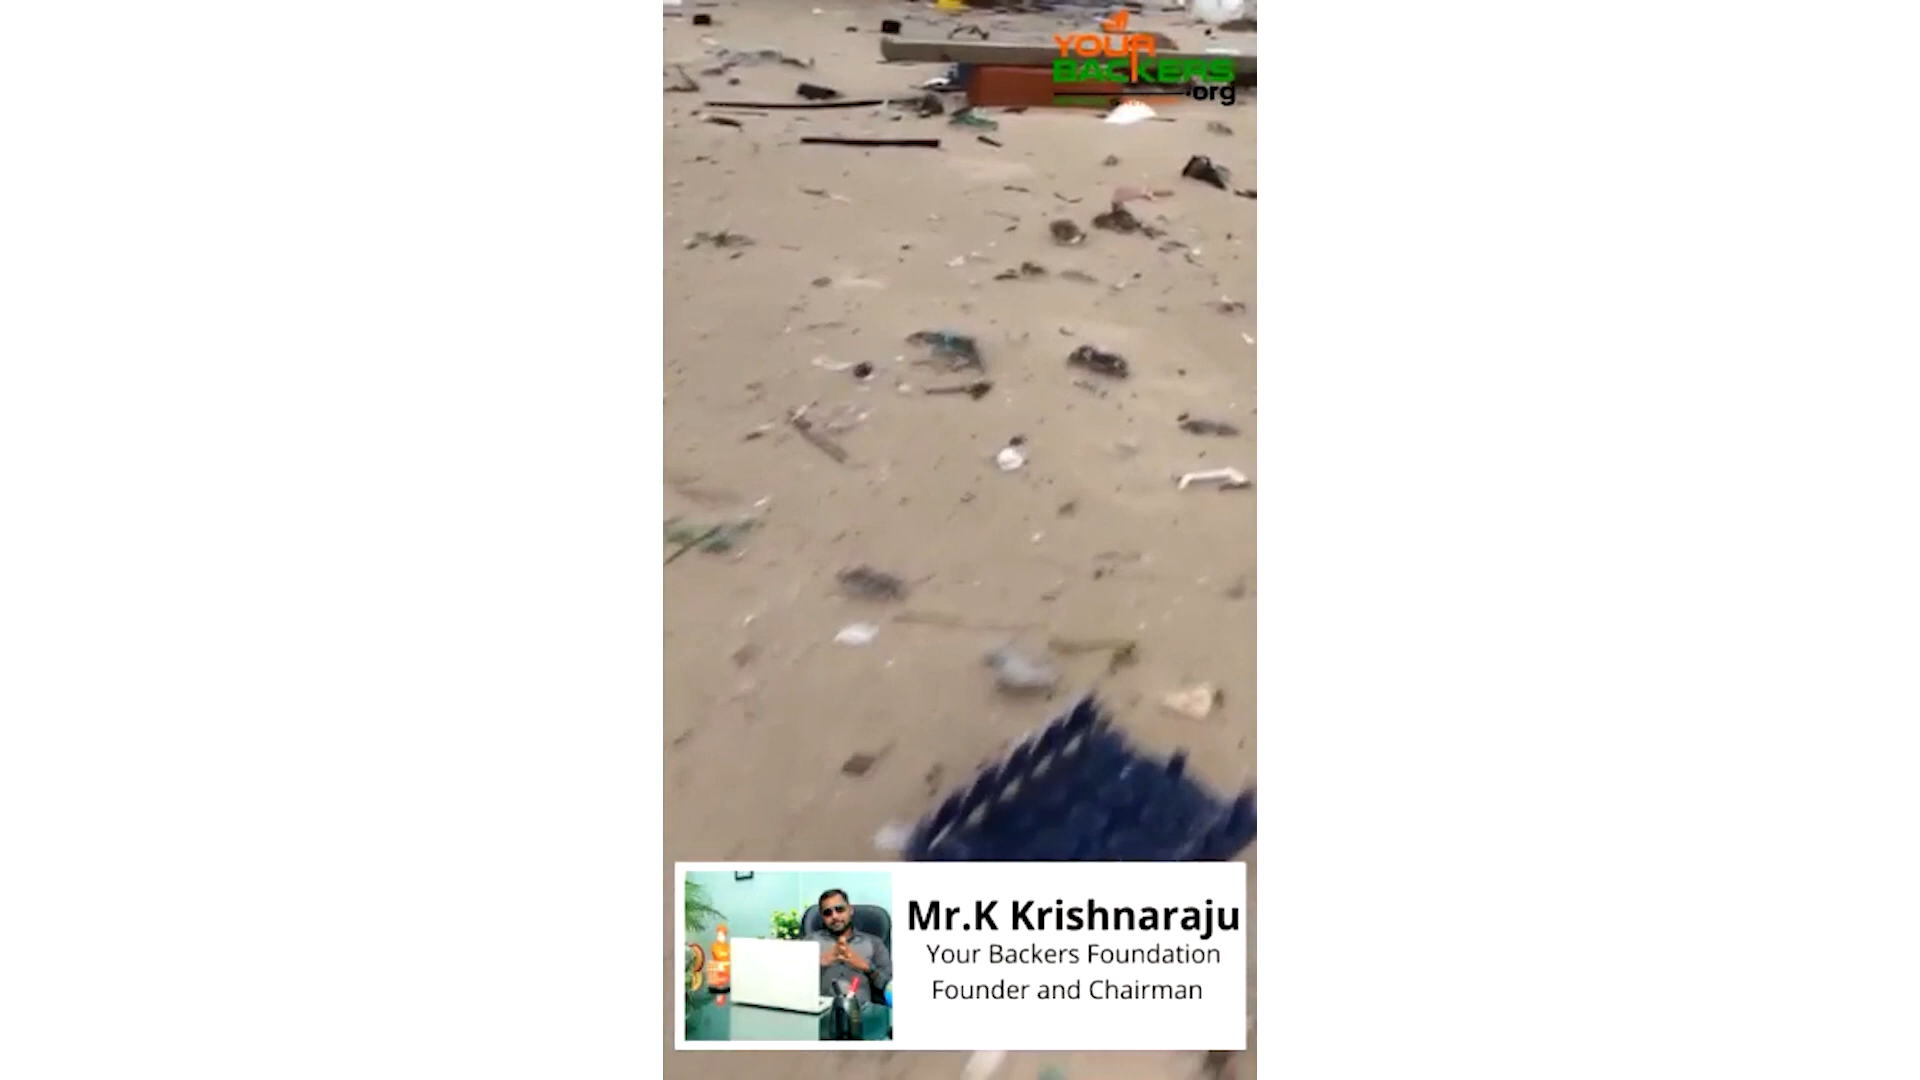 YOUR
BACKERS
.org
Mr.K Krishnaraju
Your Backers Foundation
Founder and Chairman